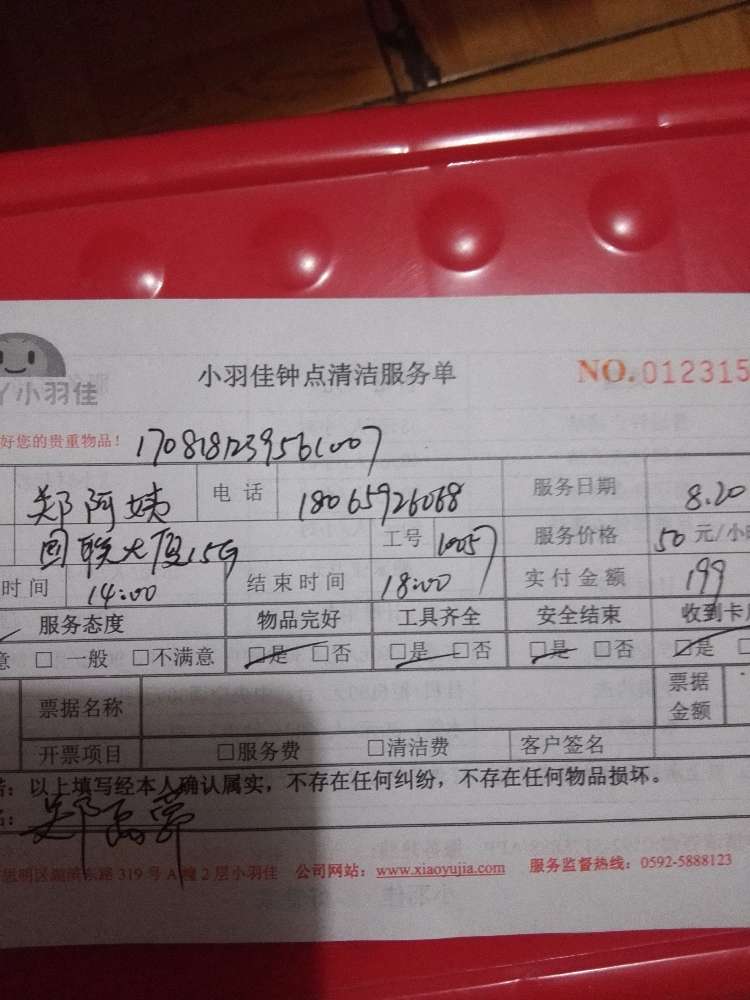 小羽佳
小羽佳钟点清洁服务单
NO.012315
好您的贵重物品!
郑阿姨 电话 18065926068 服务日期 8.20
国联大厦15G 工号 1005 服务价格 50元/小
时间 14:00 结束时间 18:00 实付金额 199
服务态度 物品完好 工具齐全 安全结束 收到卡
意 □一般 □不满意 □是 □否 □是 □否 □是 □否 □是 □
票据名称 票据金额
开票项目 □服务费 □清洁费 客户签名
诺:以上填写经本人确认属实,不存在任何纠纷,不存在任何物品损坏。
名: 郑
思明区湖滨东路319号A幢2层小羽佳 公司网站:www.xiaoyujia.com 服务监督热线:0592-5888123